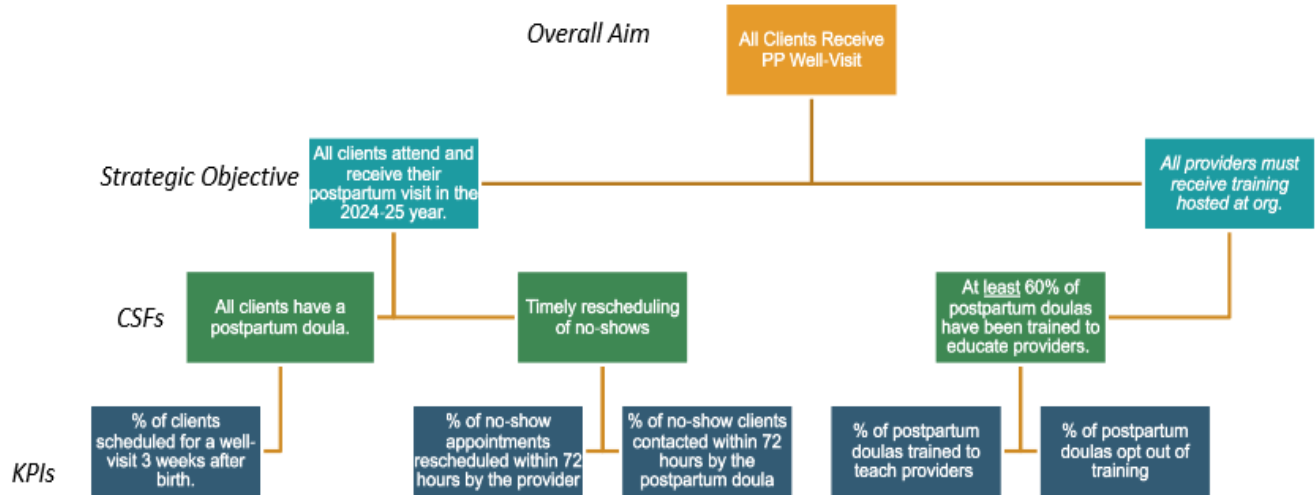 Overall Aim
All Clients Receive
PP Well-Visit
Strategic Objective
All clients attend and
receive their
postpartum visit in the
2024-25 year.
All providers must
receive training
hosted at org.
CSFs
All clients have a
postpartum doula.
Timely rescheduling
of no-shows
At least 60% of
postpartum doulas
have been trained to
educate providers.
KPIs
% of clients
scheduled for a well-
visit 3 weeks after
birth.
% of no-show
appointments
rescheduled within 72
hours by the provider
% of no-show clients
contacted within 72
hours by the
postpartum doula
% of postpartum
doulas trained to
teach providers
% of postpartum
doulas opt out of
training